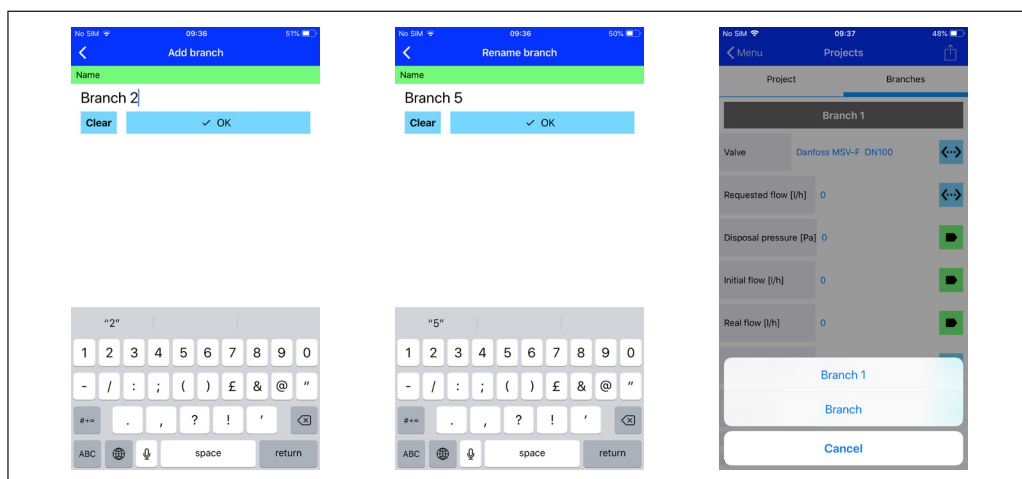 No SIM 09:36 51%
Add branch
Name
Branch 2
Clear ✓ OK
"2"
1 2 3 4 5 6 7 8 9 0
- / : ; ( ) £ & @ "
#+= . , ? ! ' 
ABC space return
No SIM 09:36 50%
Rename branch
Name
Branch 5
Clear ✓ OK
"5"
1 2 3 4 5 6 7 8 9 0
- / : ; ( ) £ & @ "
#+= . , ? ! '
ABC space return
No SIM 09:37 48%
Menu Projects
Project Branches
Branch 1
Valve Danfoss MSV-F DN100
Requested flow [l/h] 0
Disposal pressure [Pa] 0
Initial flow [l/h] 0
Real flow [l/h] 0
Branch 1
Branch
Cancel